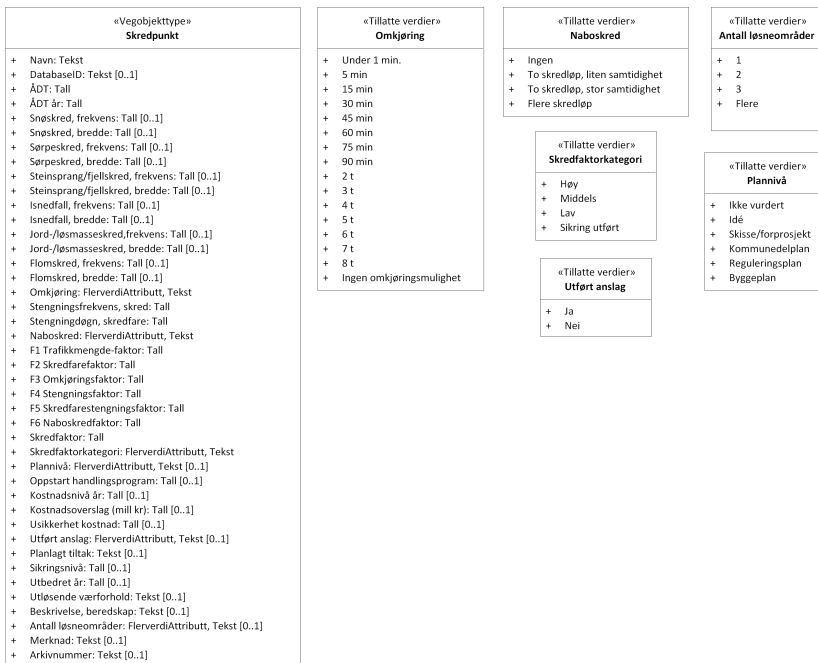 «Vegobjekttype»
Skredpunkt
+ Navn: Tekst
+ DatabaseID: Tekst [0..1]
+ ÅDT: Tall
+ ÅDT år: Tall
+ Snøskred, frekvens: Tall [0..1]
+ Snøskred, bredde: Tall [0..1]
+ Sørpeskred, frekvens: Tall [0..1]
+ Sørpeskred, bredde: Tall [0..1]
+ Steinsprang/fjellskred, frekvens: Tall [0..1]
+ Steinsprang/fjellskred, bredde: Tall [0..1]
+ Isnedfall, frekvens: Tall [0..1]
+ Isnedfall, bredde: Tall [0..1]
+ Jord-/løsmasseskred,frekvens: Tall [0..1]
+ Jord-/løsmasseskred, bredde: Tall [0..1]
+ Flomskred, frekvens: Tall [0..1]
+ Flomskred, bredde: Tall [0..1]
+ Omkjøring: FlerverdiAttributt, Tekst
+ Stengningsfrekvens, skred: Tall
+ Stengningdøgn, skredfare: Tall
+ Naboskred: FlerverdiAttributt, Tekst
+ F1 Trafikkmengde-faktor: Tall
+ F2 Skredfarefaktor: Tall
+ F3 Omkjøringsfaktor: Tall
+ F4 Stengningsfaktor: Tall
+ F5 Skredfarestengningsfaktor: Tall
+ F6 Naboskredfaktor: Tall
+ Skredfaktor: Tall
+ Skredfaktorkategori: FlerverdiAttributt, Tekst
+ Plannivå: FlerverdiAttributt, Tekst [0..1]
+ Oppstart handlingsprogram: Tall [0..1]
+ Kostnadsnivå år: Tall [0..1]
+ Kostnadsoverslag (mill kr): Tall [0..1]
+ Usikkerhet kostnad: Tall [0..1]
+ Utført anslag: FlerverdiAttributt, Tekst [0..1]
+ Planlagt tiltak: Tekst [0..1]
+ Sikringsnivå: Tall [0..1]
+ Utbedret år: Tall [0..1]
+ Utløsende værforhold: Tekst [0..1]
+ Beskrivelse, beredskap: Tekst [0..1]
+ Antall løsneområder: FlerverdiAttributt, Tekst [0..1]
+ Merknad: Tekst [0..1]
+ Arkivnummer: Tekst [0..1]
«Tillatte verdier»
Omkjøring
+ Under 1 min.
+ 5 min
+ 15 min
+ 30 min
+ 45 min
+ 60 min
+ 75 min
+ 90 min
+ 2 t
+ 3 t
+ 4 t
+ 5 t
+ 6 t
+ 7 t
+ 8 t
+ Ingen omkjøringsmulighet
«Tillatte verdier»
Naboskred
+ Ingen
+ To skredløp, liten samtidighet
+ To skredløp, stor samtidighet
+ Flere skredløp
«Tillatte verdier»
Skredfaktorkategori
+ Høy
+ Middels
+ Lav
+ Sikring utført
«Tillatte verdier»
Utført anslag
+ Ja
+ Nei
«Tillatte verdier»
Antall løsneområder
+ 1
+ 2
+ 3
+ Flere
«Tillatte verdier»
Plannivå
+ Ikke vurdert
+ Idé
+ Skisse/forprosjekt
+ Kommunedelplan
+ Reguleringsplan
+ Byggeplan